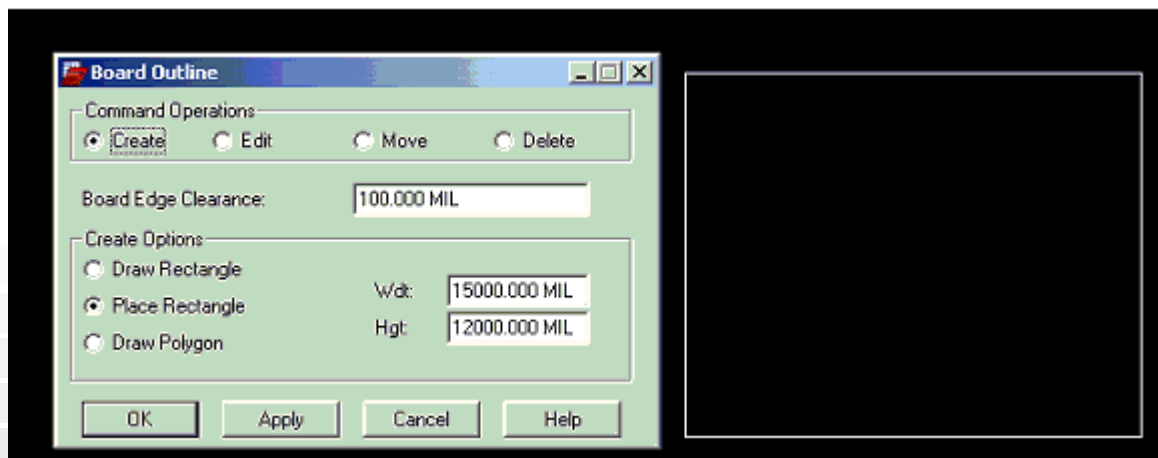 Board Outline
Command Operations
Create Edit Move Delete
Board Edge Clearance: 100.000 MIL
Create Options
Draw Rectangle
Wdt: 15000.000 MIL
Place Rectangle
Hgt: 12000.000 MIL
Draw Polygon
OK Apply Cancel Help